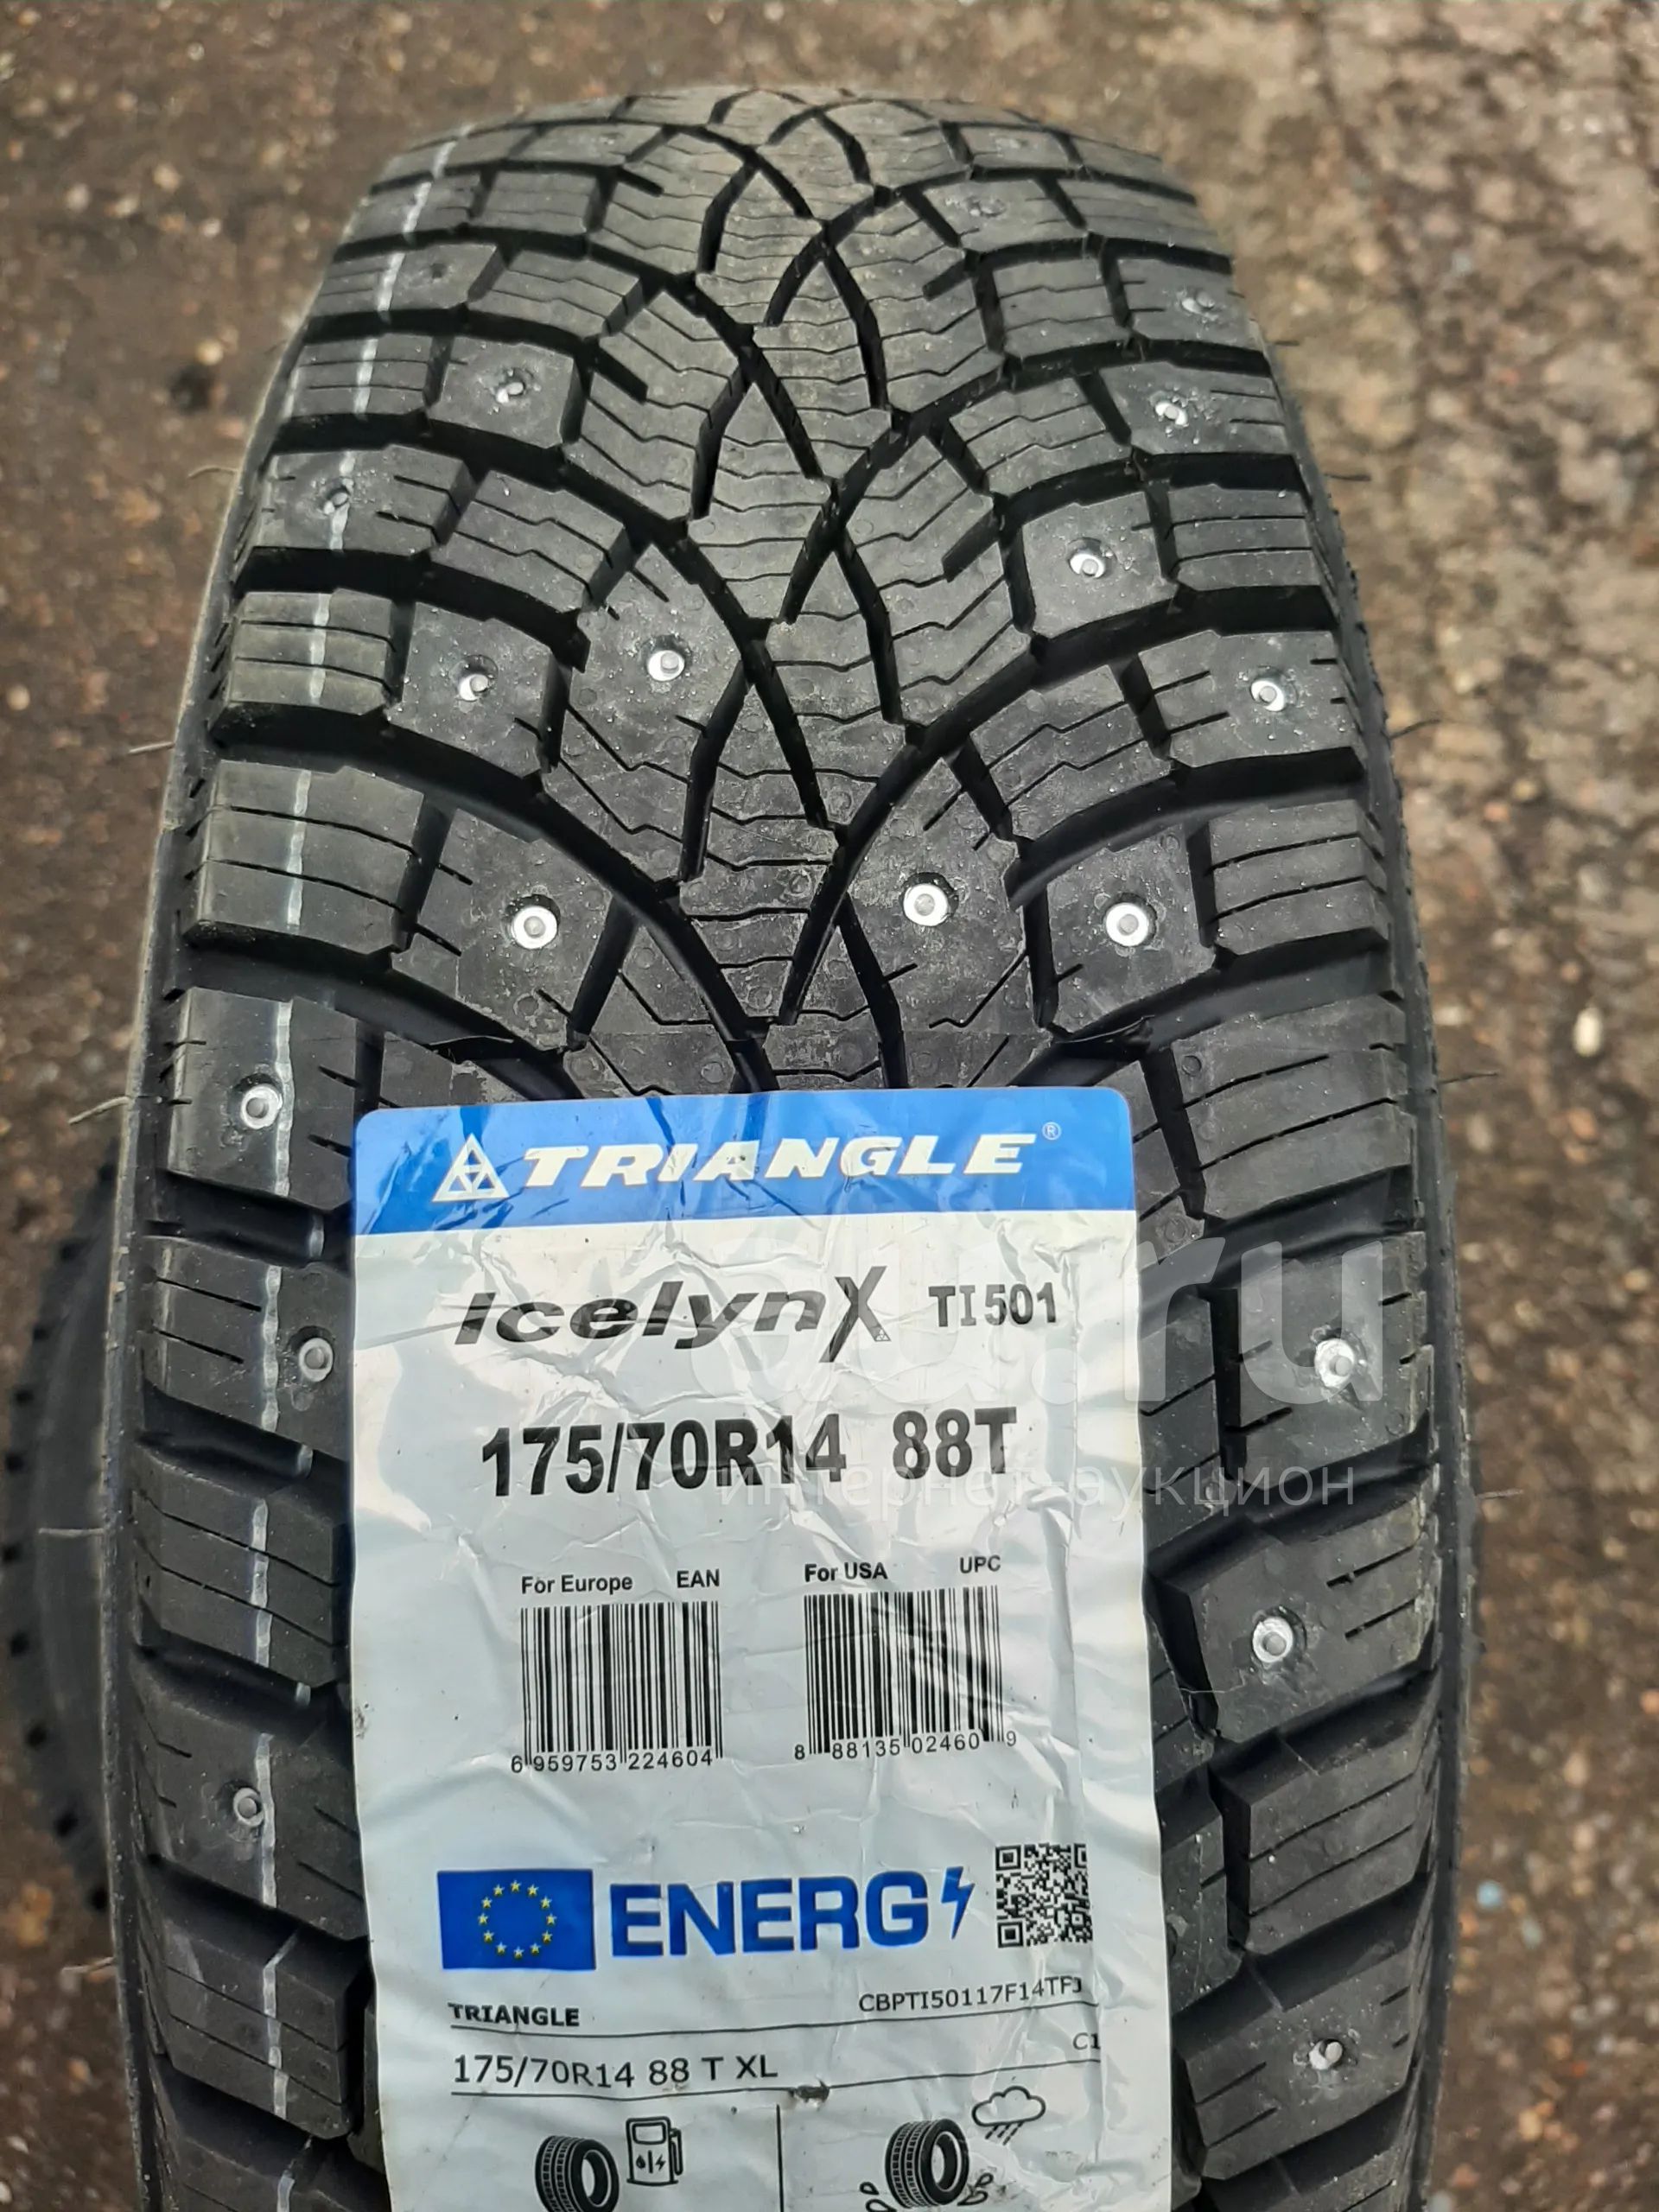 TRIANGLE®
IcelynX TI501
175/70R14 88T
интернет-аукцион
For Europe EAN For USA UPC
6 959753 224604 8 88135 02460 9
ENERG
TRIANGLE CBPTI50117F14TFJ
175/70R14 88 T XL C1